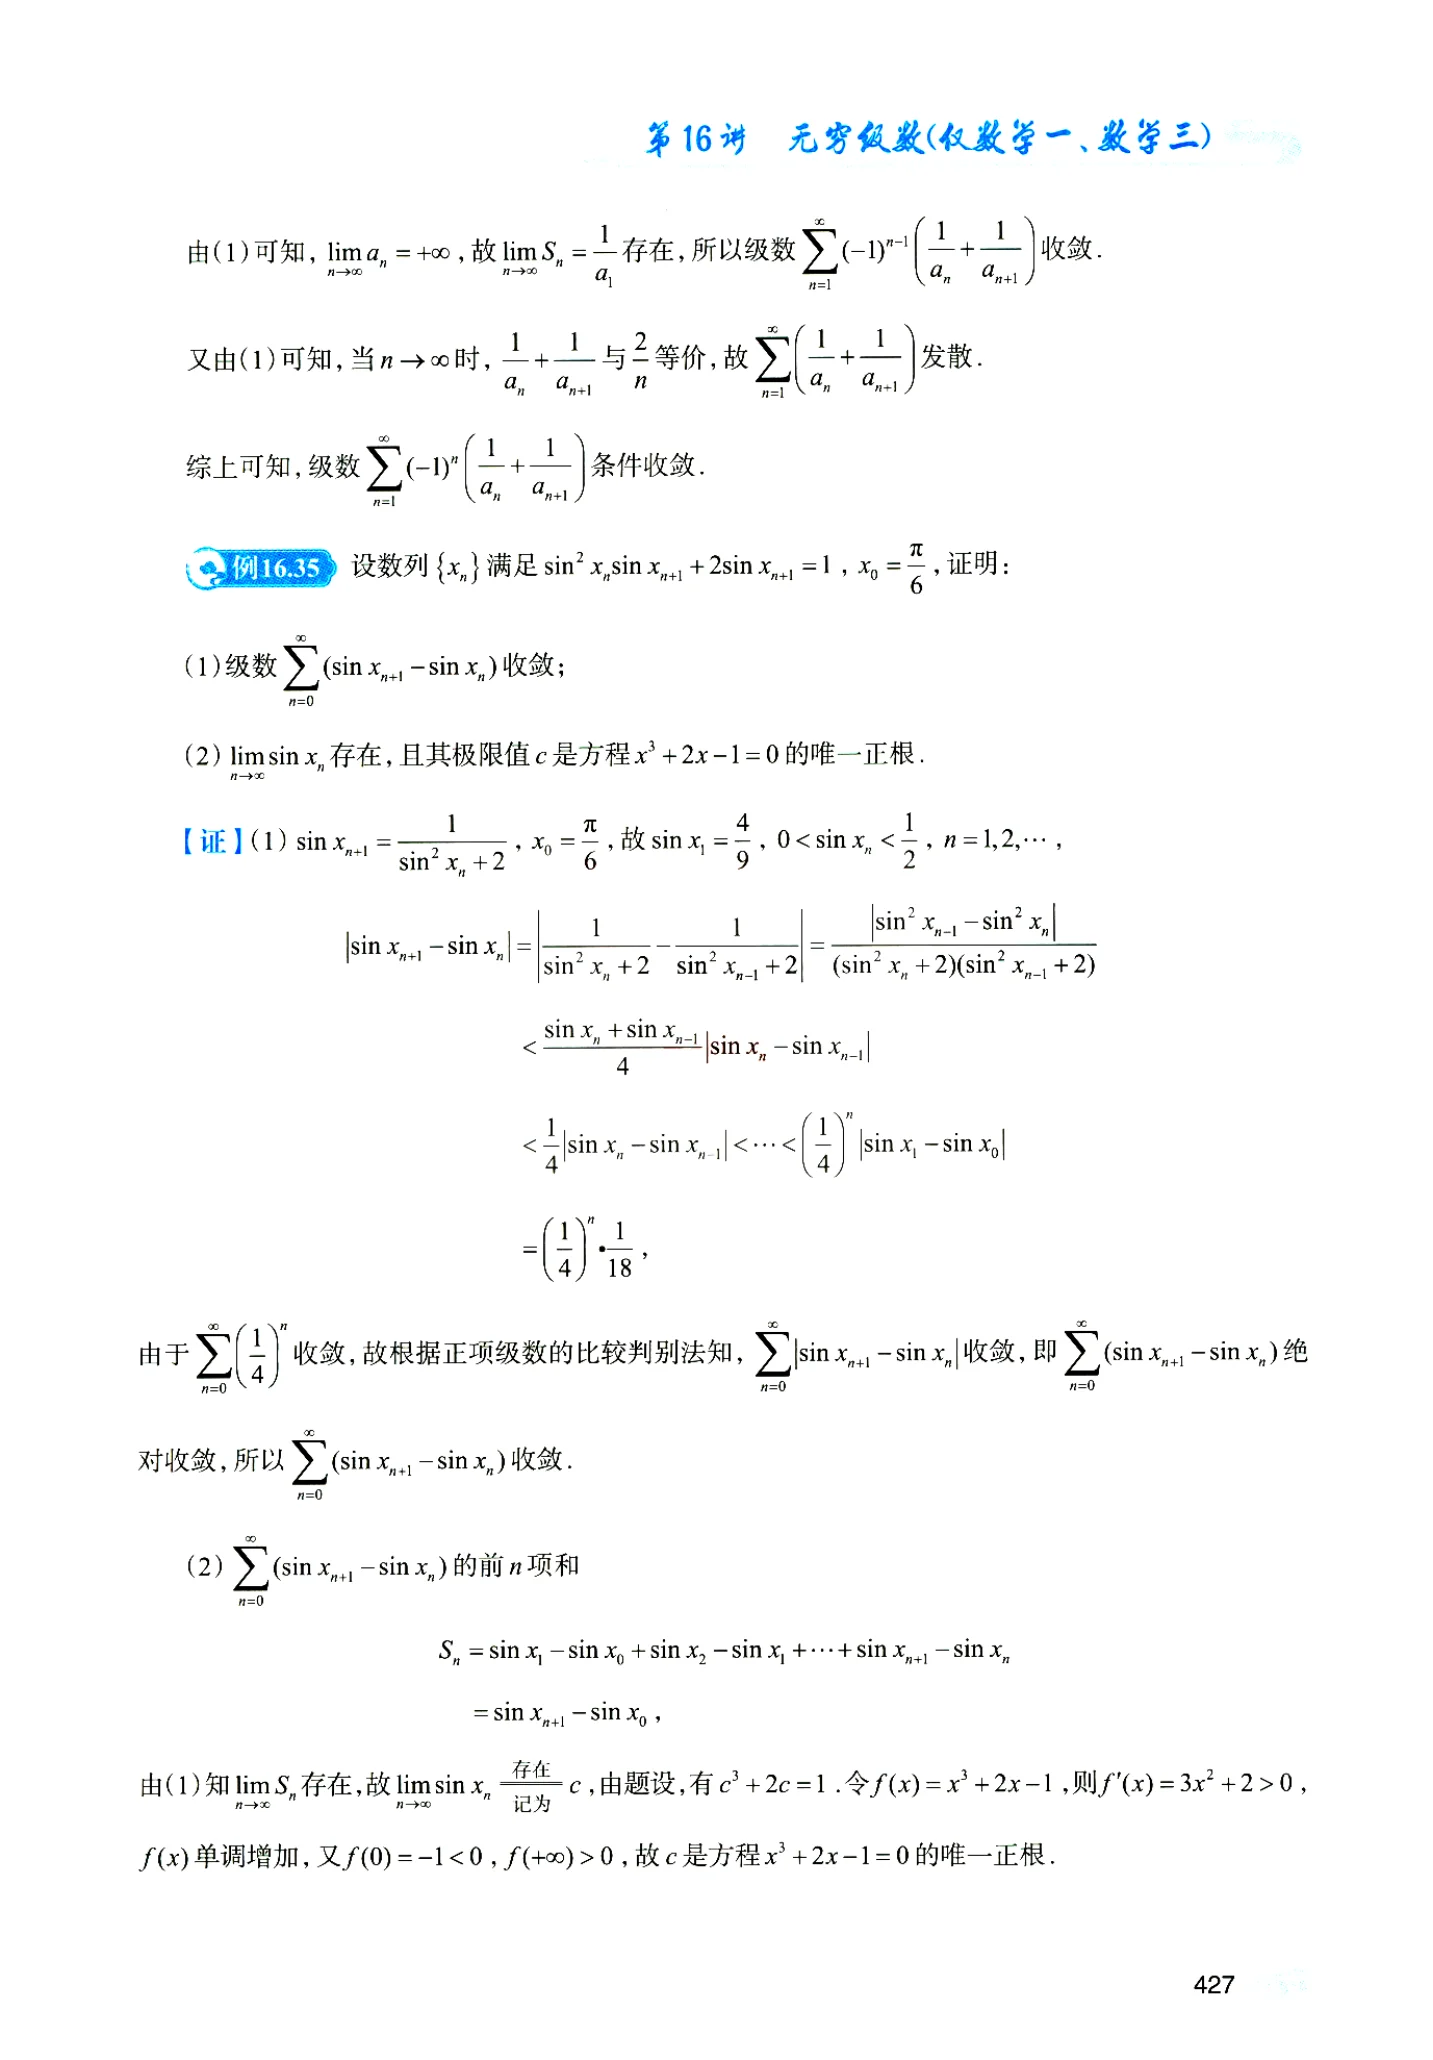 第16讲 无穷级数(仅数学一、数学三)
由(1)可知, $\lim_{n\to\infty} a_n = +\infty$, 故 $\lim_{n\to\infty} S_n = \frac{1}{a_1}$ 存在, 所以级数 $\sum_{n=1}^{\infty} (-1)^{n-1} \left( \frac{1}{a_n} + \frac{1}{a_{n+1}} \right)$ 收敛.
又由(1)可知, 当 $n \to \infty$ 时, $\frac{1}{a_n} + \frac{1}{a_{n+1}}$ 与 $\frac{2}{n}$ 等价, 故 $\sum_{n=1}^{\infty} \left( \frac{1}{a_n} + \frac{1}{a_{n+1}} \right)$ 发散.
综上可知, 级数 $\sum_{n=1}^{\infty} (-1)^n \left( \frac{1}{a_n} + \frac{1}{a_{n+1}} \right)$ 条件收敛.
例16.35 设数列 $\{x_n\}$ 满足 $\sin^2 x_n \sin x_{n+1} + 2\sin x_{n+1} = 1$, $x_0 = \frac{\pi}{6}$, 证明:
(1)级数 $\sum_{n=0}^{\infty} (\sin x_{n+1} - \sin x_n)$ 收敛;
(2) $\lim_{n\to\infty} \sin x_n$ 存在, 且其极限值 c 是方程 $x^3 + 2x - 1 = 0$ 的唯一正根.
【证】(1) $\sin x_{n+1} = \frac{1}{\sin^2 x_n + 2}$, $x_0 = \frac{\pi}{6}$, 故 $\sin x_1 = \frac{4}{9}$, $0 < \sin x_n < \frac{1}{2}$, $n = 1,2,\cdots$,
$|\sin x_{n+1} - \sin x_n| = \left| \frac{1}{\sin^2 x_n + 2} - \frac{1}{\sin^2 x_{n-1} + 2} \right| = \frac{|\sin^2 x_{n-1} - \sin^2 x_n|}{(\sin^2 x_n + 2)(\sin^2 x_{n-1} + 2)}$
$< \frac{\sin x_n + \sin x_{n-1}}{4} |\sin x_n - \sin x_{n-1}|$
$< \frac{1}{4} |\sin x_n - \sin x_{n-1}| < \cdots < \left( \frac{1}{4} \right)^n |\sin x_1 - \sin x_0|$
$= \left( \frac{1}{4} \right)^n \cdot \frac{1}{18}$,
由于 $\sum_{n=0}^{\infty} \left( \frac{1}{4} \right)^n$ 收敛, 故根据正项级数的比较判别法知, $\sum_{n=0}^{\infty} |\sin x_{n+1} - \sin x_n|$ 收敛, 即 $\sum_{n=0}^{\infty} (\sin x_{n+1} - \sin x_n)$ 绝
对收敛, 所以 $\sum_{n=0}^{\infty} (\sin x_{n+1} - \sin x_n)$ 收敛.
(2) $\sum_{n=0}^{\infty} (\sin x_{n+1} - \sin x_n)$ 的前 n 项和
$S_n = \sin x_1 - \sin x_0 + \sin x_2 - \sin x_1 + \cdots + \sin x_{n+1} - \sin x_n$
$= \sin x_{n+1} - \sin x_0$,
由(1)知 $\lim_{n\to\infty} S_n$ 存在, 故 $\lim_{n\to\infty} \sin x_n \xlongequal[记为]{存在} c$, 由题设, 有 $c^3 + 2c = 1$. 令 $f(x) = x^3 + 2x - 1$, 则 $f'(x) = 3x^2 + 2 > 0$,
$f(x)$ 单调增加, 又 $f(0) = -1 < 0$, $f(+\infty) > 0$, 故 c 是方程 $x^3 + 2x - 1 = 0$ 的唯一正根.
427